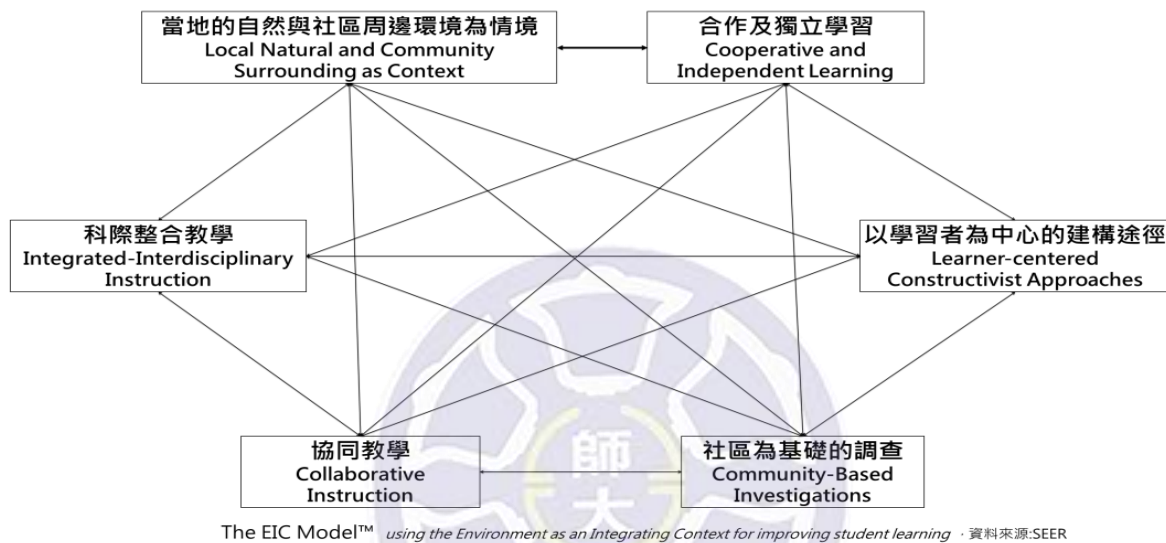 當地的自然與社區周邊環境為情境
Local Natural and Community
Surrounding as Context
合作及獨立學習
Cooperative and
Independent Learning
科際整合教學
Integrated-Interdisciplinary
Instruction
以學習者為中心的建構途徑
Learner-centered
Constructivist Approaches
協同教學
Collaborative
Instruction
社區為基礎的調查
Community-Based
Investigations
師
大
The EIC Model™ using the Environment as an Integrating Context for improving student learning ，資料來源:SEER